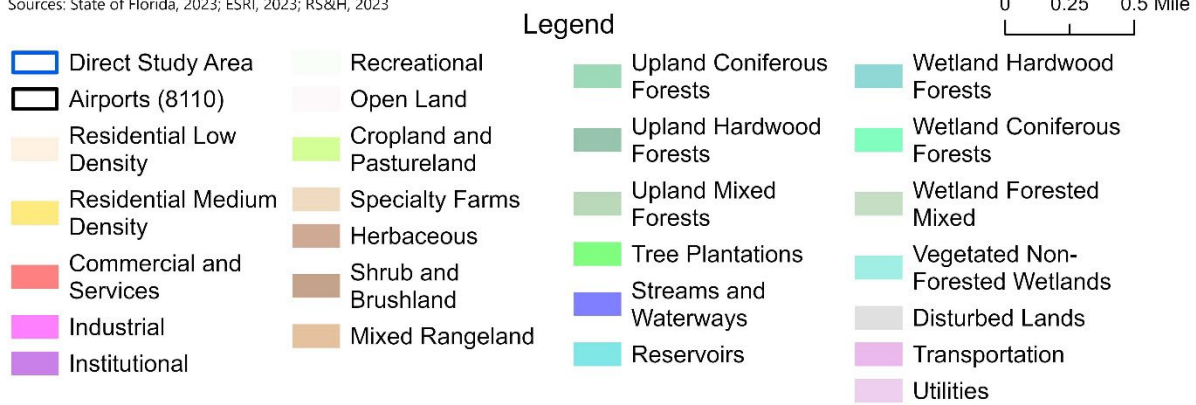 Sources: State of Florida, 2023; ESRI, 2023; RS&H, 2023
0 0.25 0.5 Mile
Legend
Direct Study Area
Airports (8110)
Residential Low
Density
Residential Medium
Density
Commercial and
Services
Industrial
Institutional
Recreational
Open Land
Cropland and
Pastureland
Specialty Farms
Herbaceous
Shrub and
Brushland
Mixed Rangeland
Upland Coniferous
Forests
Upland Hardwood
Forests
Upland Mixed
Forests
Tree Plantations
Streams and
Waterways
Reservoirs
Wetland Hardwood
Forests
Wetland Coniferous
Forests
Wetland Forested
Mixed
Vegetated Non-
Forested Wetlands
Disturbed Lands
Transportation
Utilities